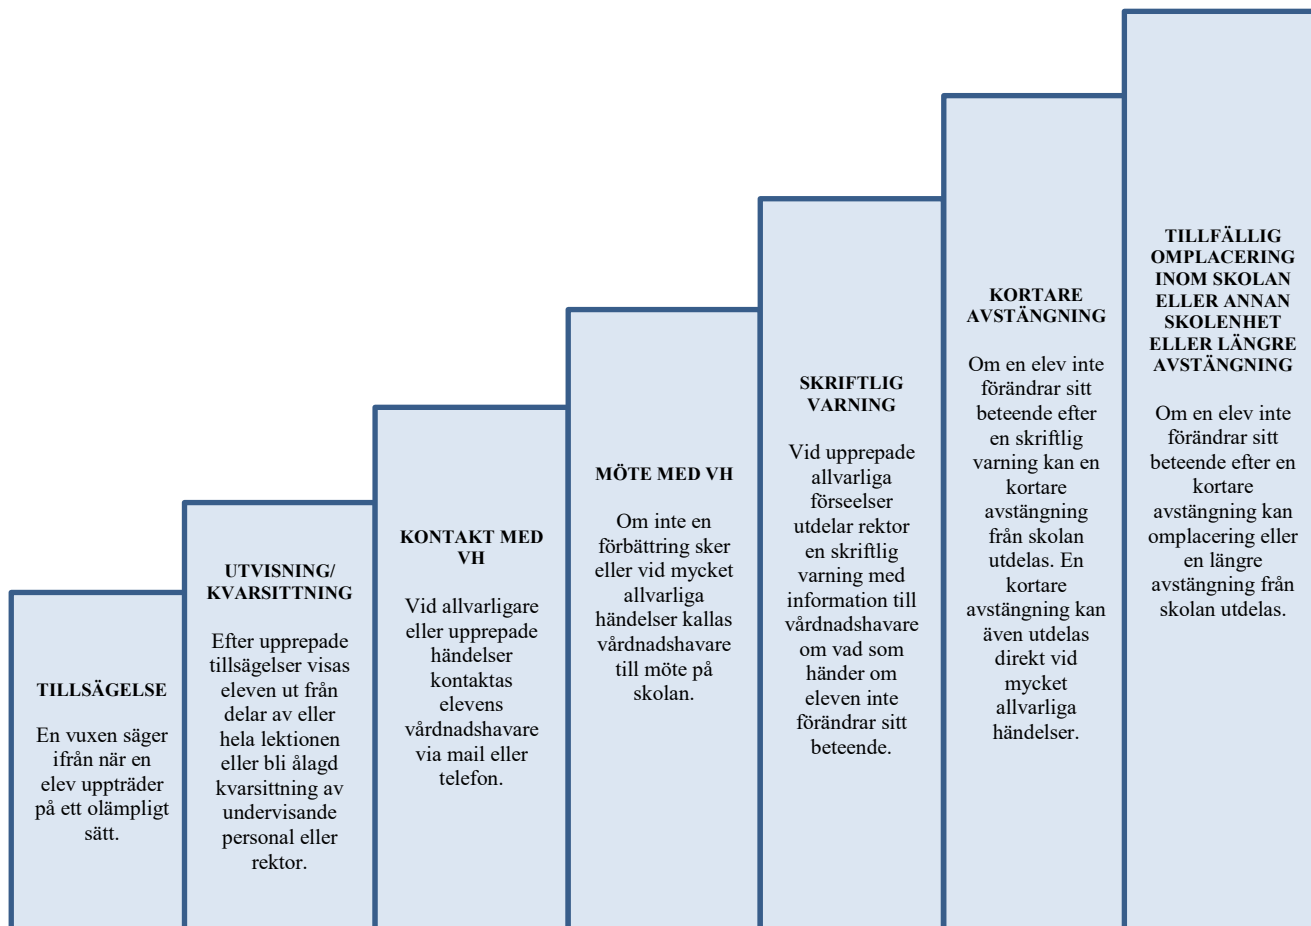 TILLSÄGELSE
En vuxen säger
ifrån när en
elev uppträder
på ett olämpligt
sätt.
UTVISNING/
KVARSITTNING
Efter upprepade
tillsägelser visas
eleven ut från
delar av eller
hela lektionen
eller bli ålagd
kvarsittning av
undervisande
personal eller
rektor.
KONTAKT MED
VH
Vid allvarligare
eller upprepade
händelser
kontaktas
elevens
vårdnadshavare
via mail eller
telefon.
MÖTE MED VH
Om inte en
förbättring sker
eller vid mycket
allvarliga
händelser kallas
vårdnadshavare
till möte på
skolan.
SKRIFTLIG
VARNING
Vid upprepade
allvarliga
förseelser
utdelar rektor
en skriftlig
varning med
information till
vårdnadshavare
om vad som
händer om
eleven inte
förändrar sitt
beteende.
KORTARE
AVSTÄNGNING
Om en elev inte
förändrar sitt
beteende efter
en skriftlig
varning kan en
kortare
avstängning
från skolan
utdelas. En
kortare
avstängning kan
även utdelas
direkt vid
mycket
allvarliga
händelser.
TILLFÄLLIG
OMPLACERING
INOM SKOLAN
ELLER ANNAN
SKOLENHET
ELLER LÄNGRE
AVSTÄNGNING
Om en elev inte
förändrar sitt
beteende efter en
kortare
avstängning kan
omplacering eller
en längre
avstängning från
skolan utdelas.